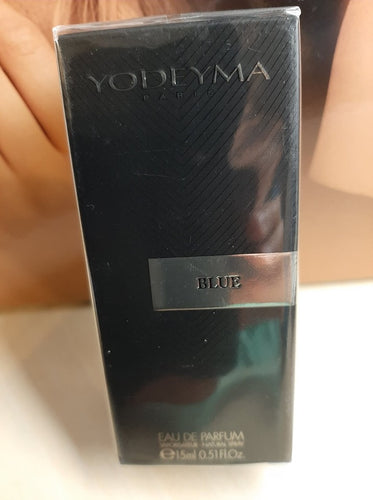 YODEYMA
PARIS
BLUE
EAU DE PARFUM
VAPORISATEUR - NATURAL SPRAY
℮15ml 0.51Fl.Oz.